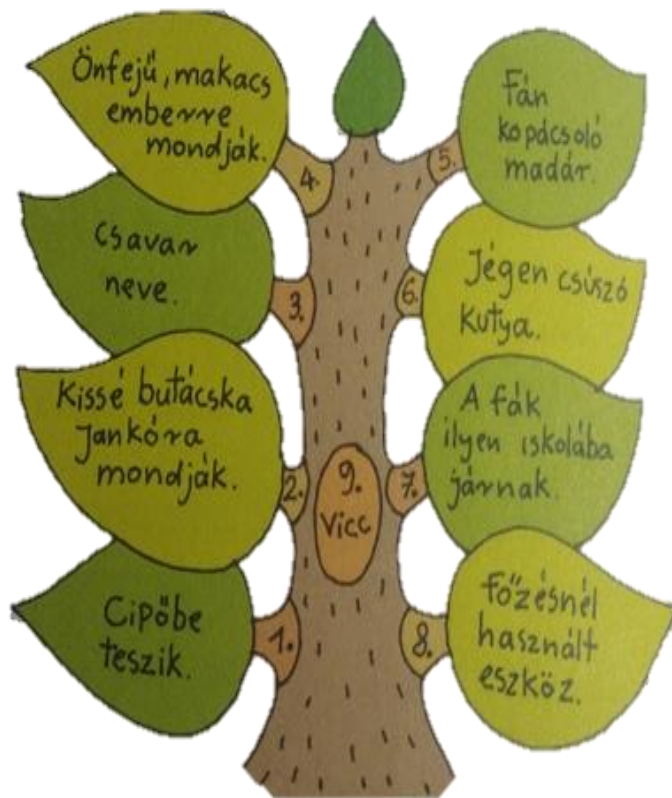 Önfejű, makacs
emberre
mondják.
4.
Csavar
neve.
3.
Kissé butácska
Jankóra
mondják.
2.
Cipőbe
teszik.
1.
Fán
kopácsoló
madár.
5.
Jégen csúszó
kutya.
6.
A fák
ilyen iskolába
járnak.
7.
Főzésnél
használt
eszköz.
8.
9.
Vicc